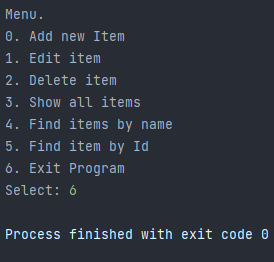 Menu.
0. Add new Item
1. Edit item
2. Delete item
3. Show all items
4. Find items by name
5. Find item by Id
6. Exit Program
Select: 6
Process finished with exit code 0